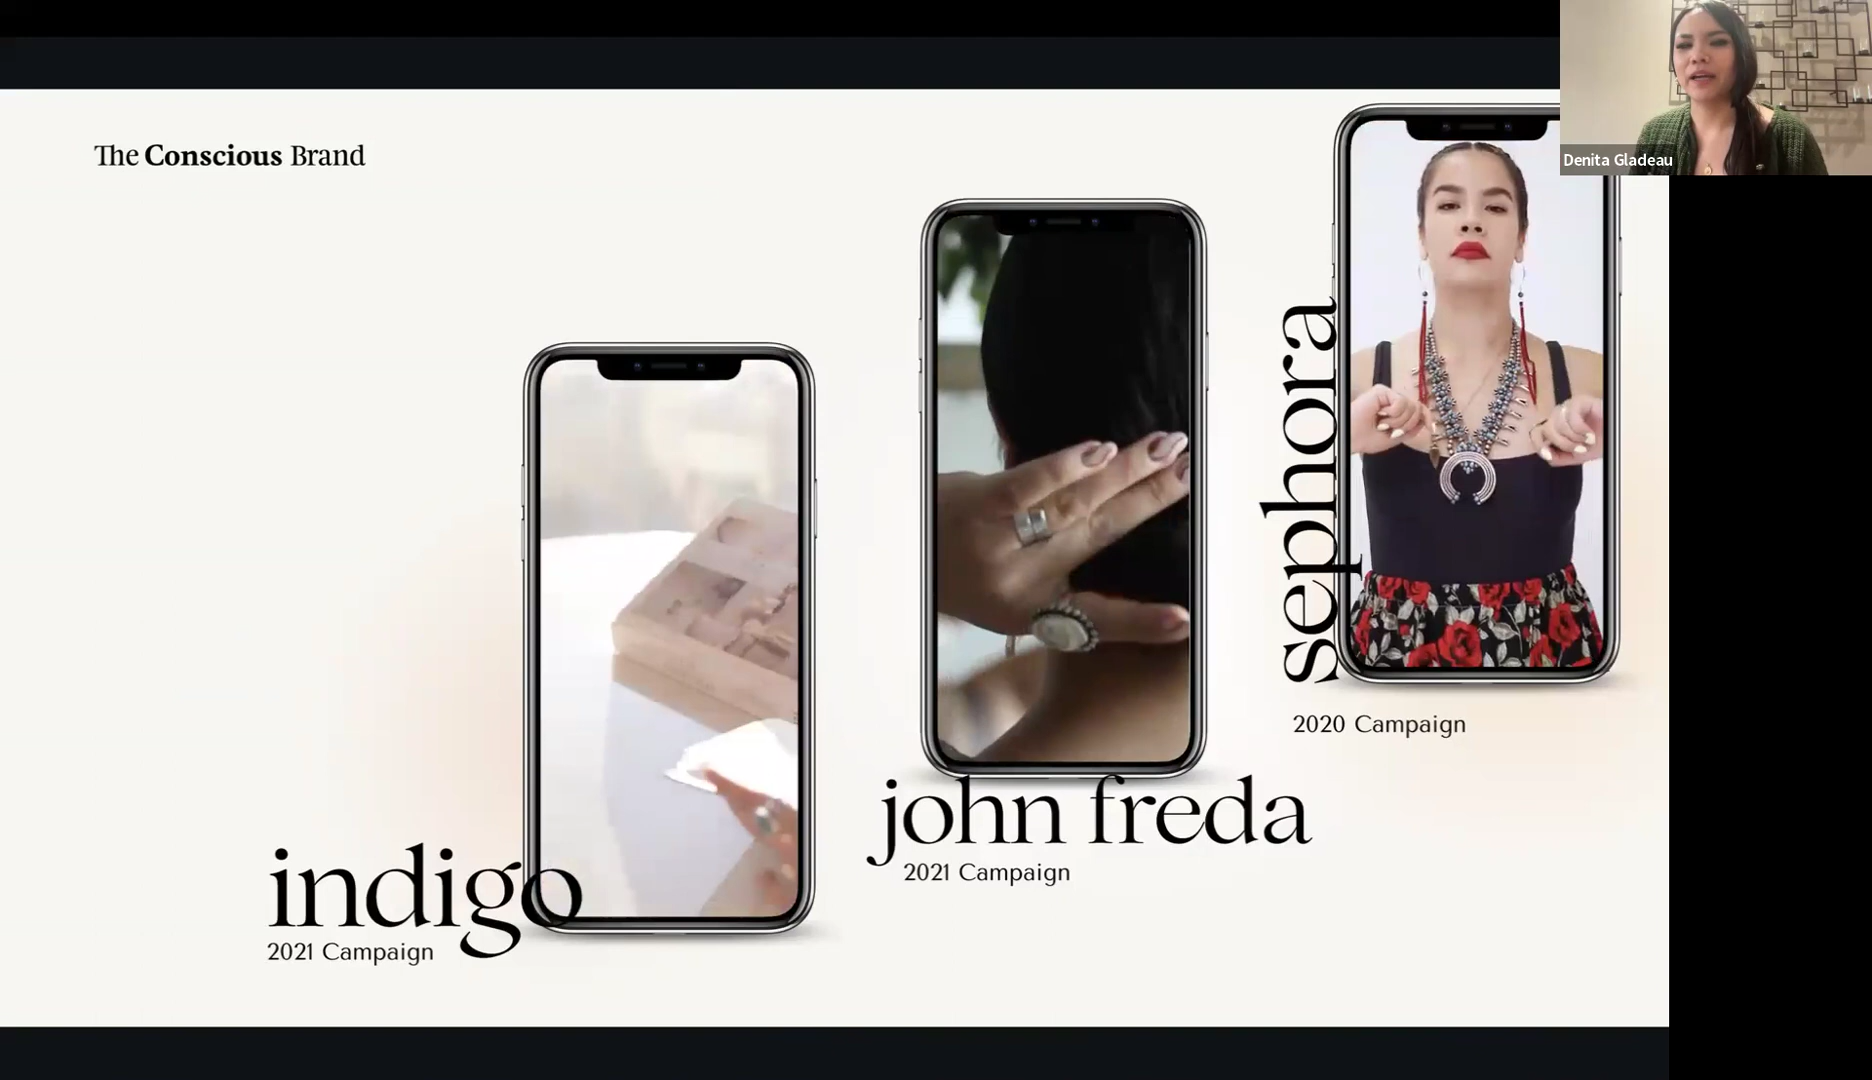 The Conscious Brand
Denita Gladeau
sephora
2020 Campaign
john freda
2021 Campaign
indigo
2021 Campaign